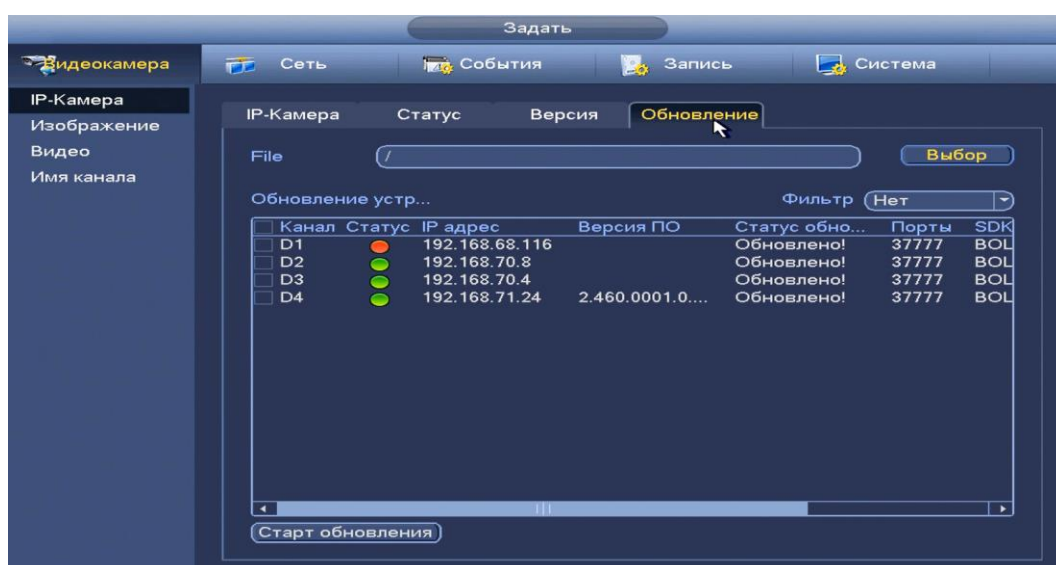 Задать
Видеокамера Сеть События Запись Система
IP-Камера
Изображение
Видео
Имя канала
IP-Камера Статус Версия Обновление
File / Выбор
Обновление устр... Фильтр Нет
Канал Статус IP адрес Версия ПО Статус обно... Порты SDK
D1 192.168.68.116 Обновлено! 37777 BOL
D2 192.168.70.8 Обновлено! 37777 BOL
D3 192.168.70.4 Обновлено! 37777 BOL
D4 192.168.71.24 2.460.0001.0.... Обновлено! 37777 BOL
Старт обновления